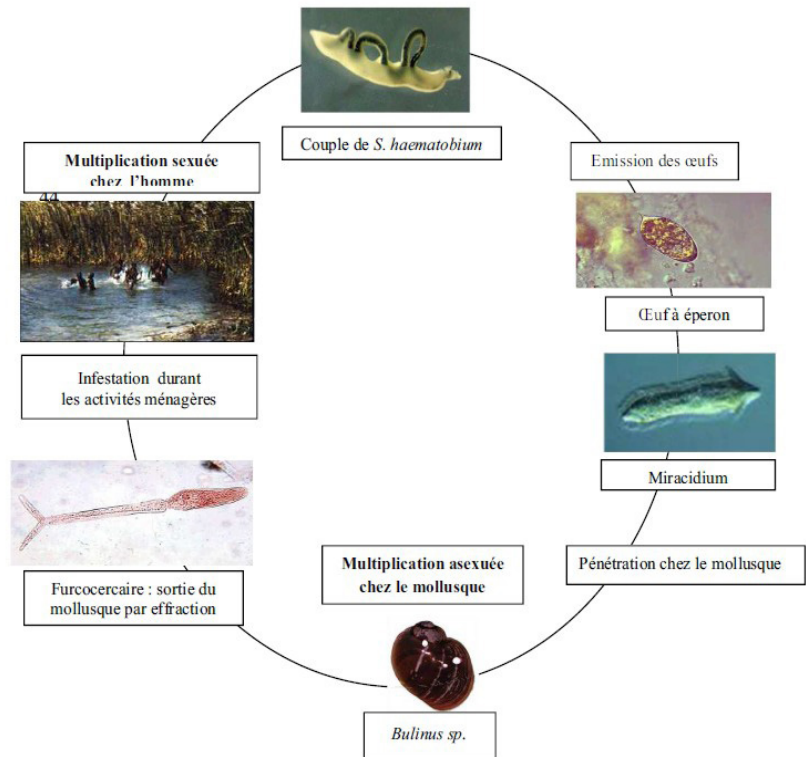 Couple de S. haematobium
Emission des œufs
Œuf à éperon
Miracidium
Pénétration chez le mollusque
Multiplication asexuée
chez le mollusque
Bulinus sp.
Furcocercaire : sortie du
mollusque par effraction
Infestation durant
les activités ménagères
Multiplication sexuée
chez l’homme
44